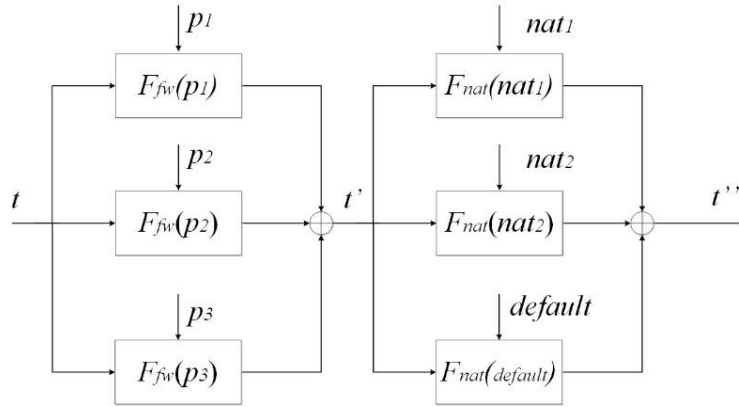 p1 nat1
Ffw(p1) Fnat(nat1)
p2 nat2
t Ffw(p2) t' Fnat(nat2) t''
p3 default
Ffw(p3) Fnat(default)